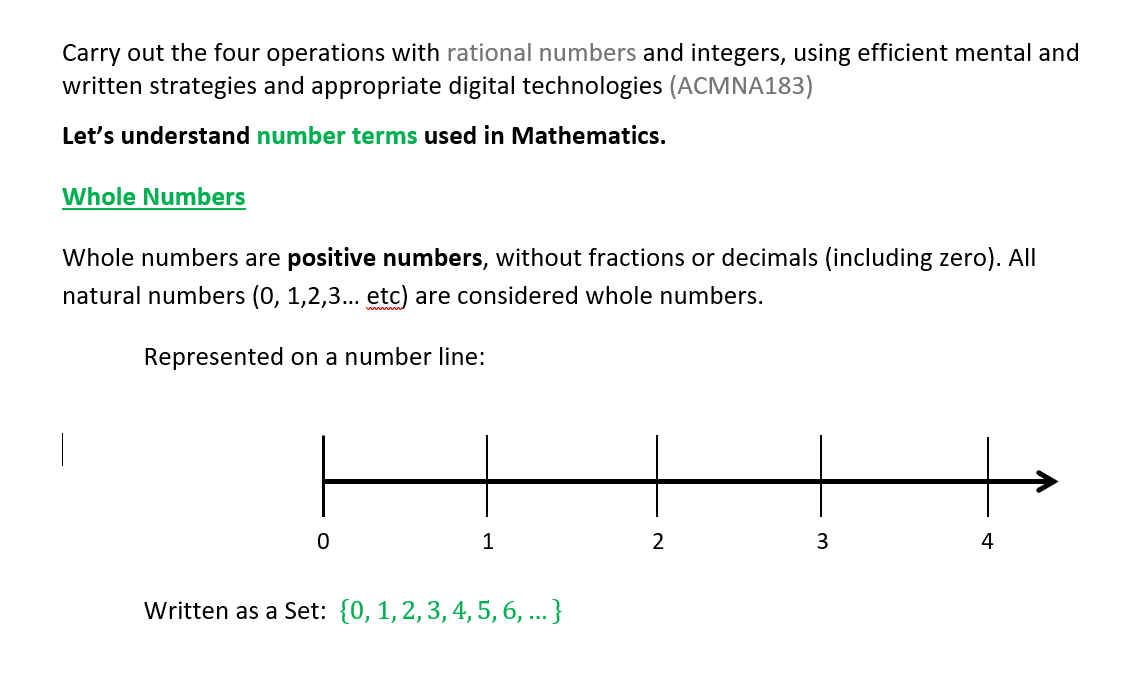 Carry out the four operations with rational numbers and integers, using efficient mental and
written strategies and appropriate digital technologies (ACMNA183)
Let’s understand number terms used in Mathematics.
Whole Numbers
Whole numbers are positive numbers, without fractions or decimals (including zero). All
natural numbers (0, 1,2,3... etc) are considered whole numbers.
Represented on a number line:
0 1 2 3 4
Written as a Set: {0, 1, 2, 3, 4, 5, 6, ... }